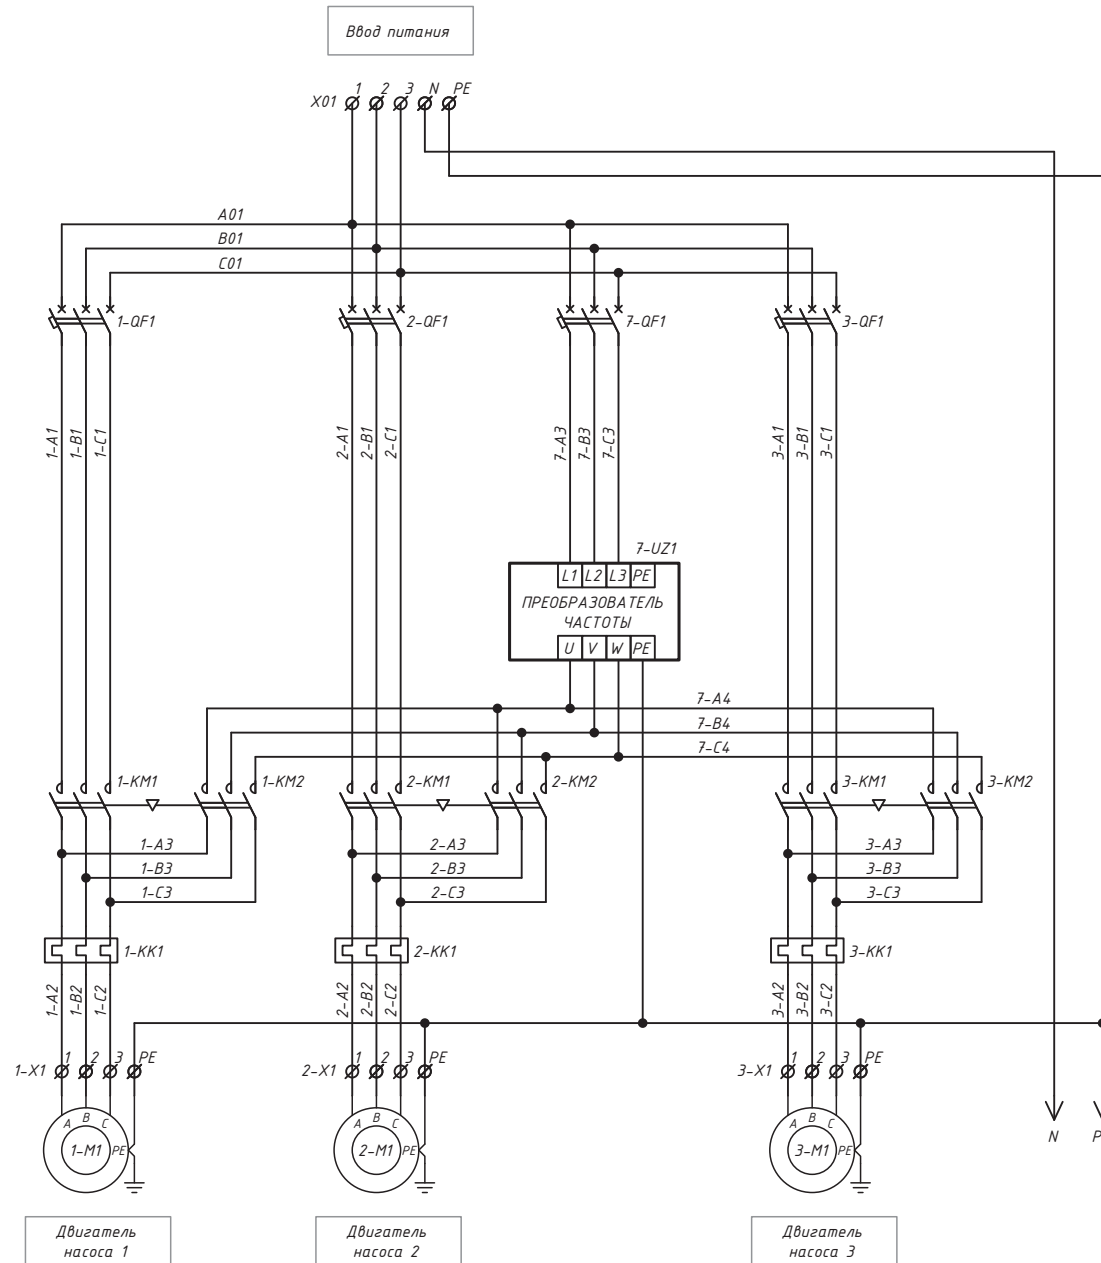 Ввод питания
1 2 3 N PE
X01
A01
B01
C01
1-QF1 2-QF1 7-QF1 3-QF1
1-A1 1-B1 1-C1 2-A1 2-B1 2-C1 7-A3 7-B3 7-C3 3-A1 3-B1 3-C1
7-UZ1
L1 L2 L3 PE
ПРЕОБРАЗОВАТЕЛЬ
ЧАСТОТЫ
U V W PE
7-A4
7-B4
7-C4
1-KM1 1-KM2 2-KM1 2-KM2 3-KM1 3-KM2
1-A3 2-A3 3-A3
1-B3 2-B3 3-B3
1-C3 2-C3 3-C3
1-KK1 2-KK1 3-KK1
1-A2 1-B2 1-C2 2-A2 2-B2 2-C2 3-A2 3-B2 3-C2
1 2 3 PE 1 2 3 PE 1 2 3 PE
1-X1 2-X1 3-X1
A B C A B C A B C
1-M1 PE 2-M1 PE 3-M1 PE
N
Двигатель
насоса 1
Двигатель
насоса 2
Двигатель
насоса 3